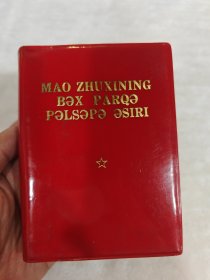 MAO ZHUXINING
BƏX PARQƏ
PƏLSƏPƏ ƏSIRI